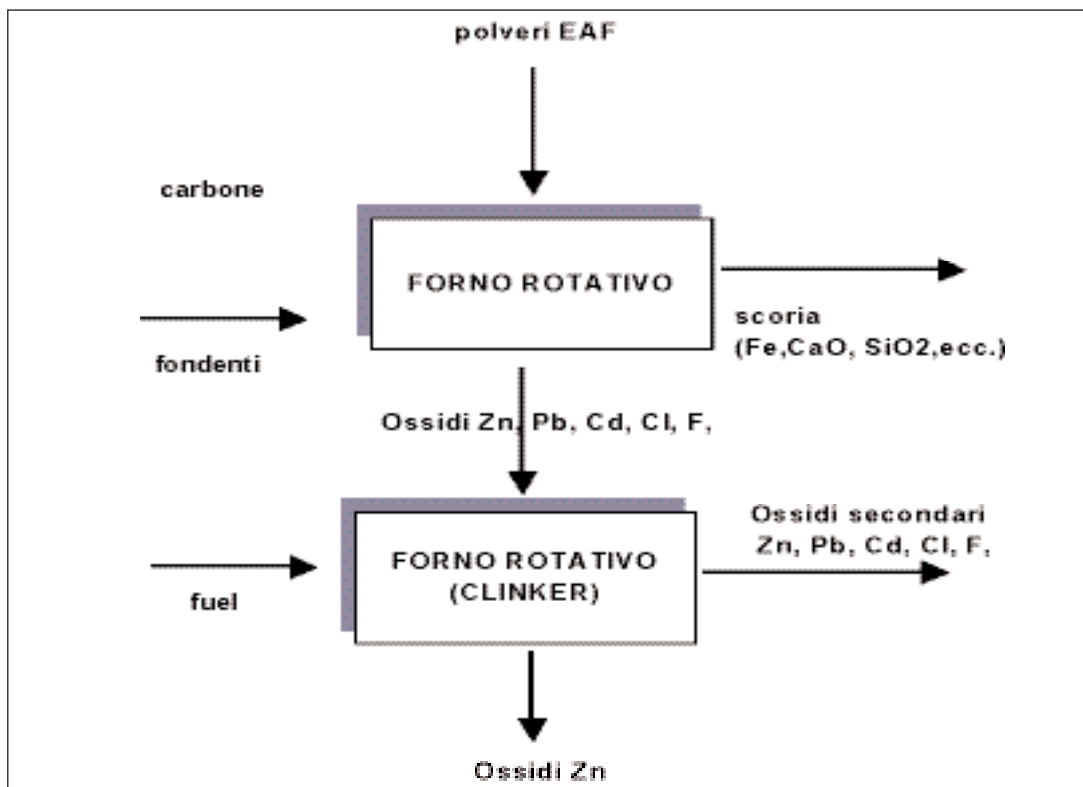 polveri EAF
carbone
FORNO ROTATIVO
fondenti
scoria
(Fe,CaO, SiO2,ecc.)
Ossidi Zn, Pb, Cd, Cl, F,
FORNO ROTATIVO
(CLINKER)
fuel
Ossidi secondari
Zn, Pb, Cd, Cl, F,
Ossidi Zn